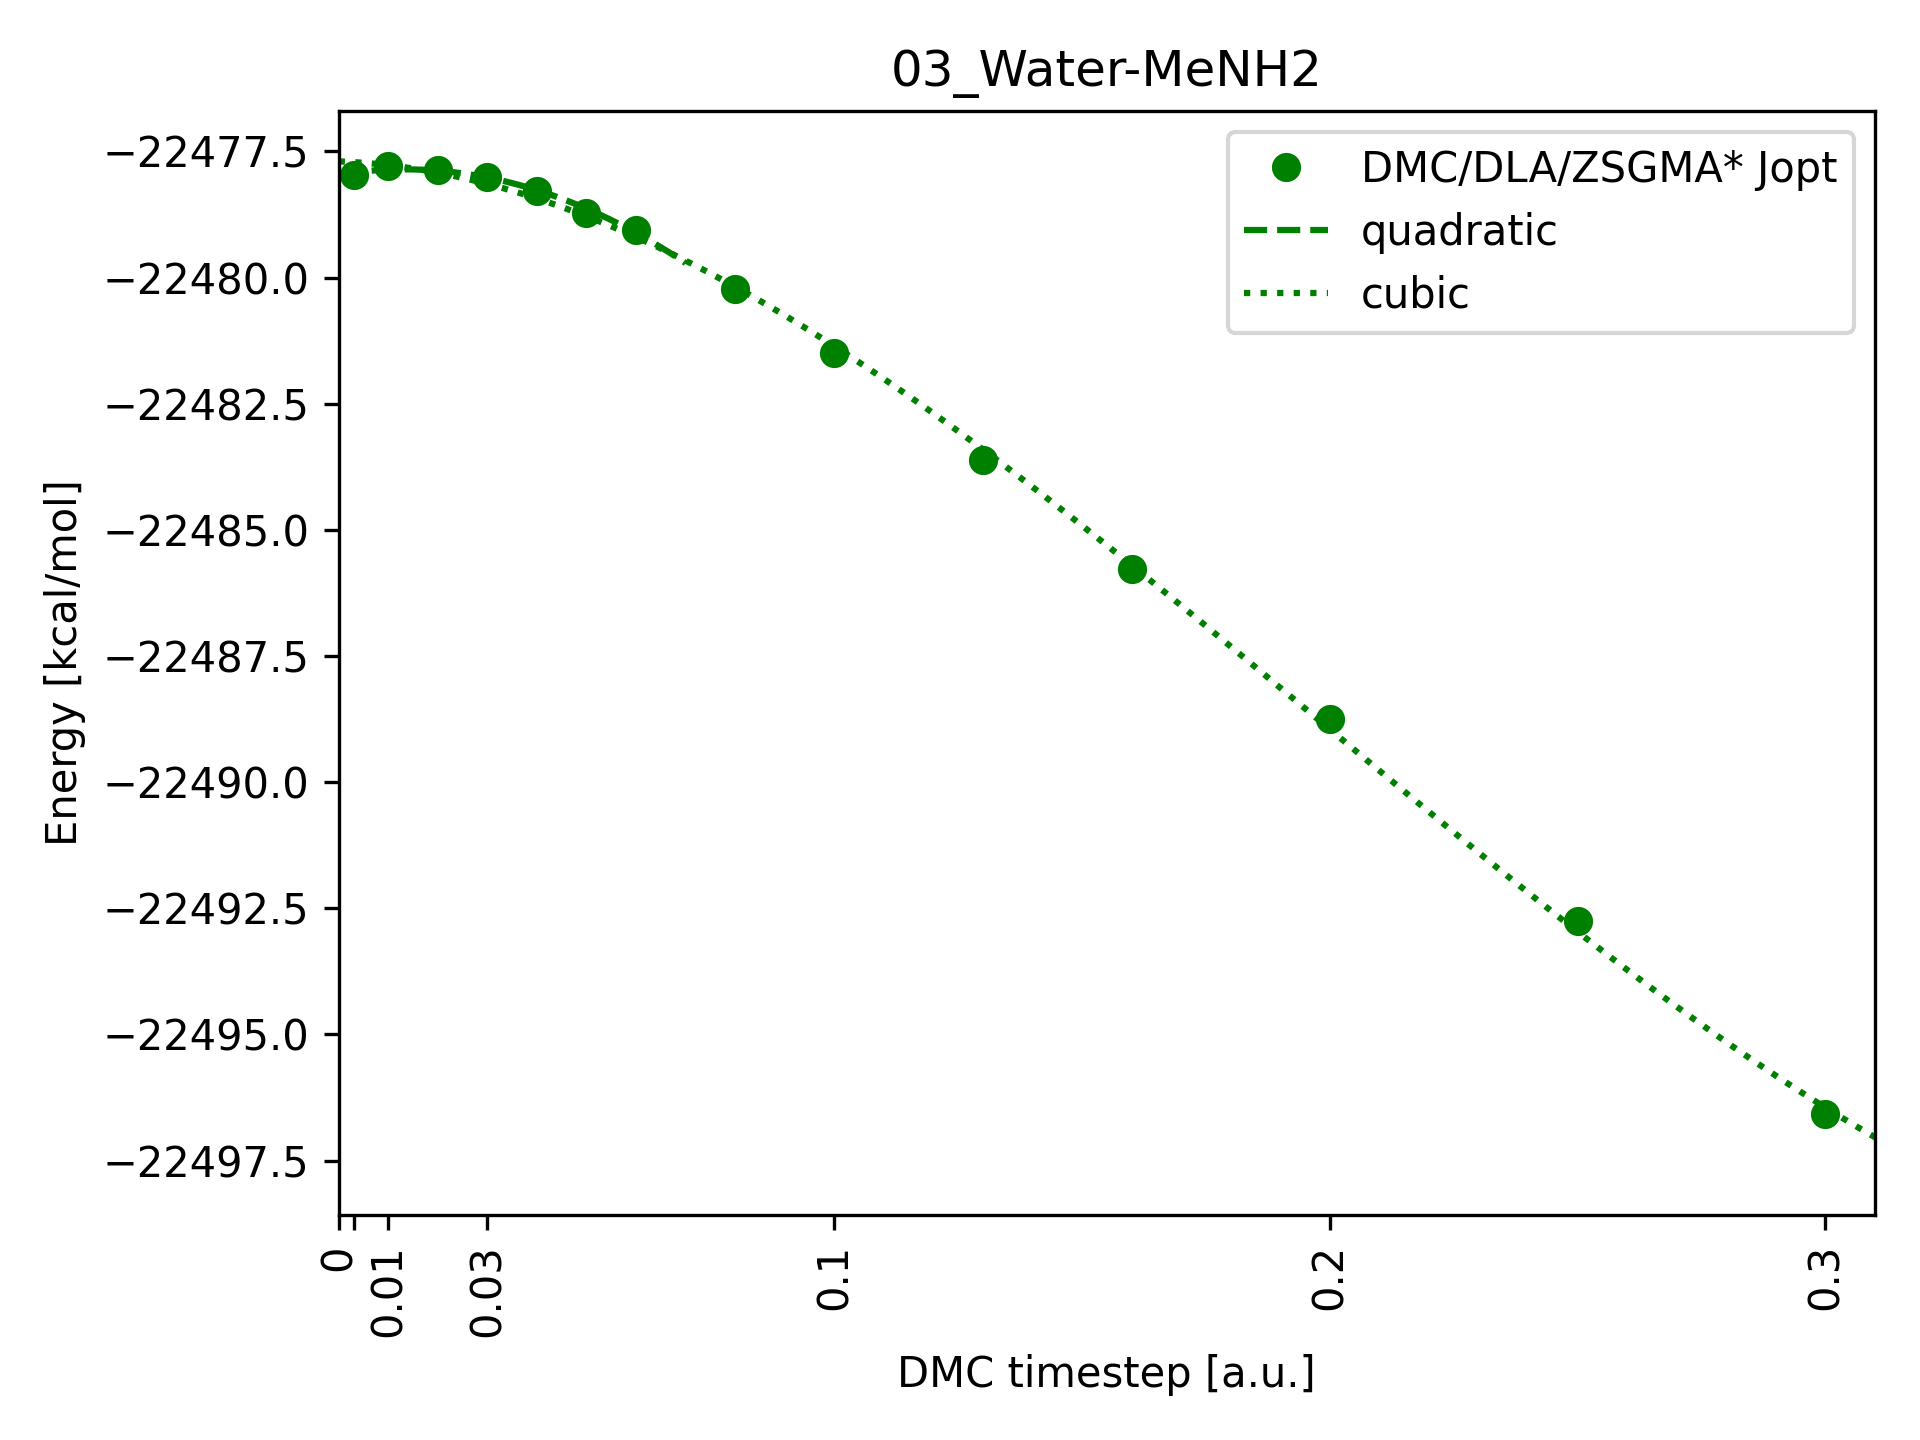 03_Water-MeNH2
DMC/DLA/ZSGMA* Jopt
quadratic
cubic
Energy [kcal/mol]
−22477.5
−22480.0
−22482.5
−22485.0
−22487.5
−22490.0
−22492.5
−22495.0
−22497.5
0
0.01
0.03
0.1
0.2
0.3
DMC timestep [a.u.]